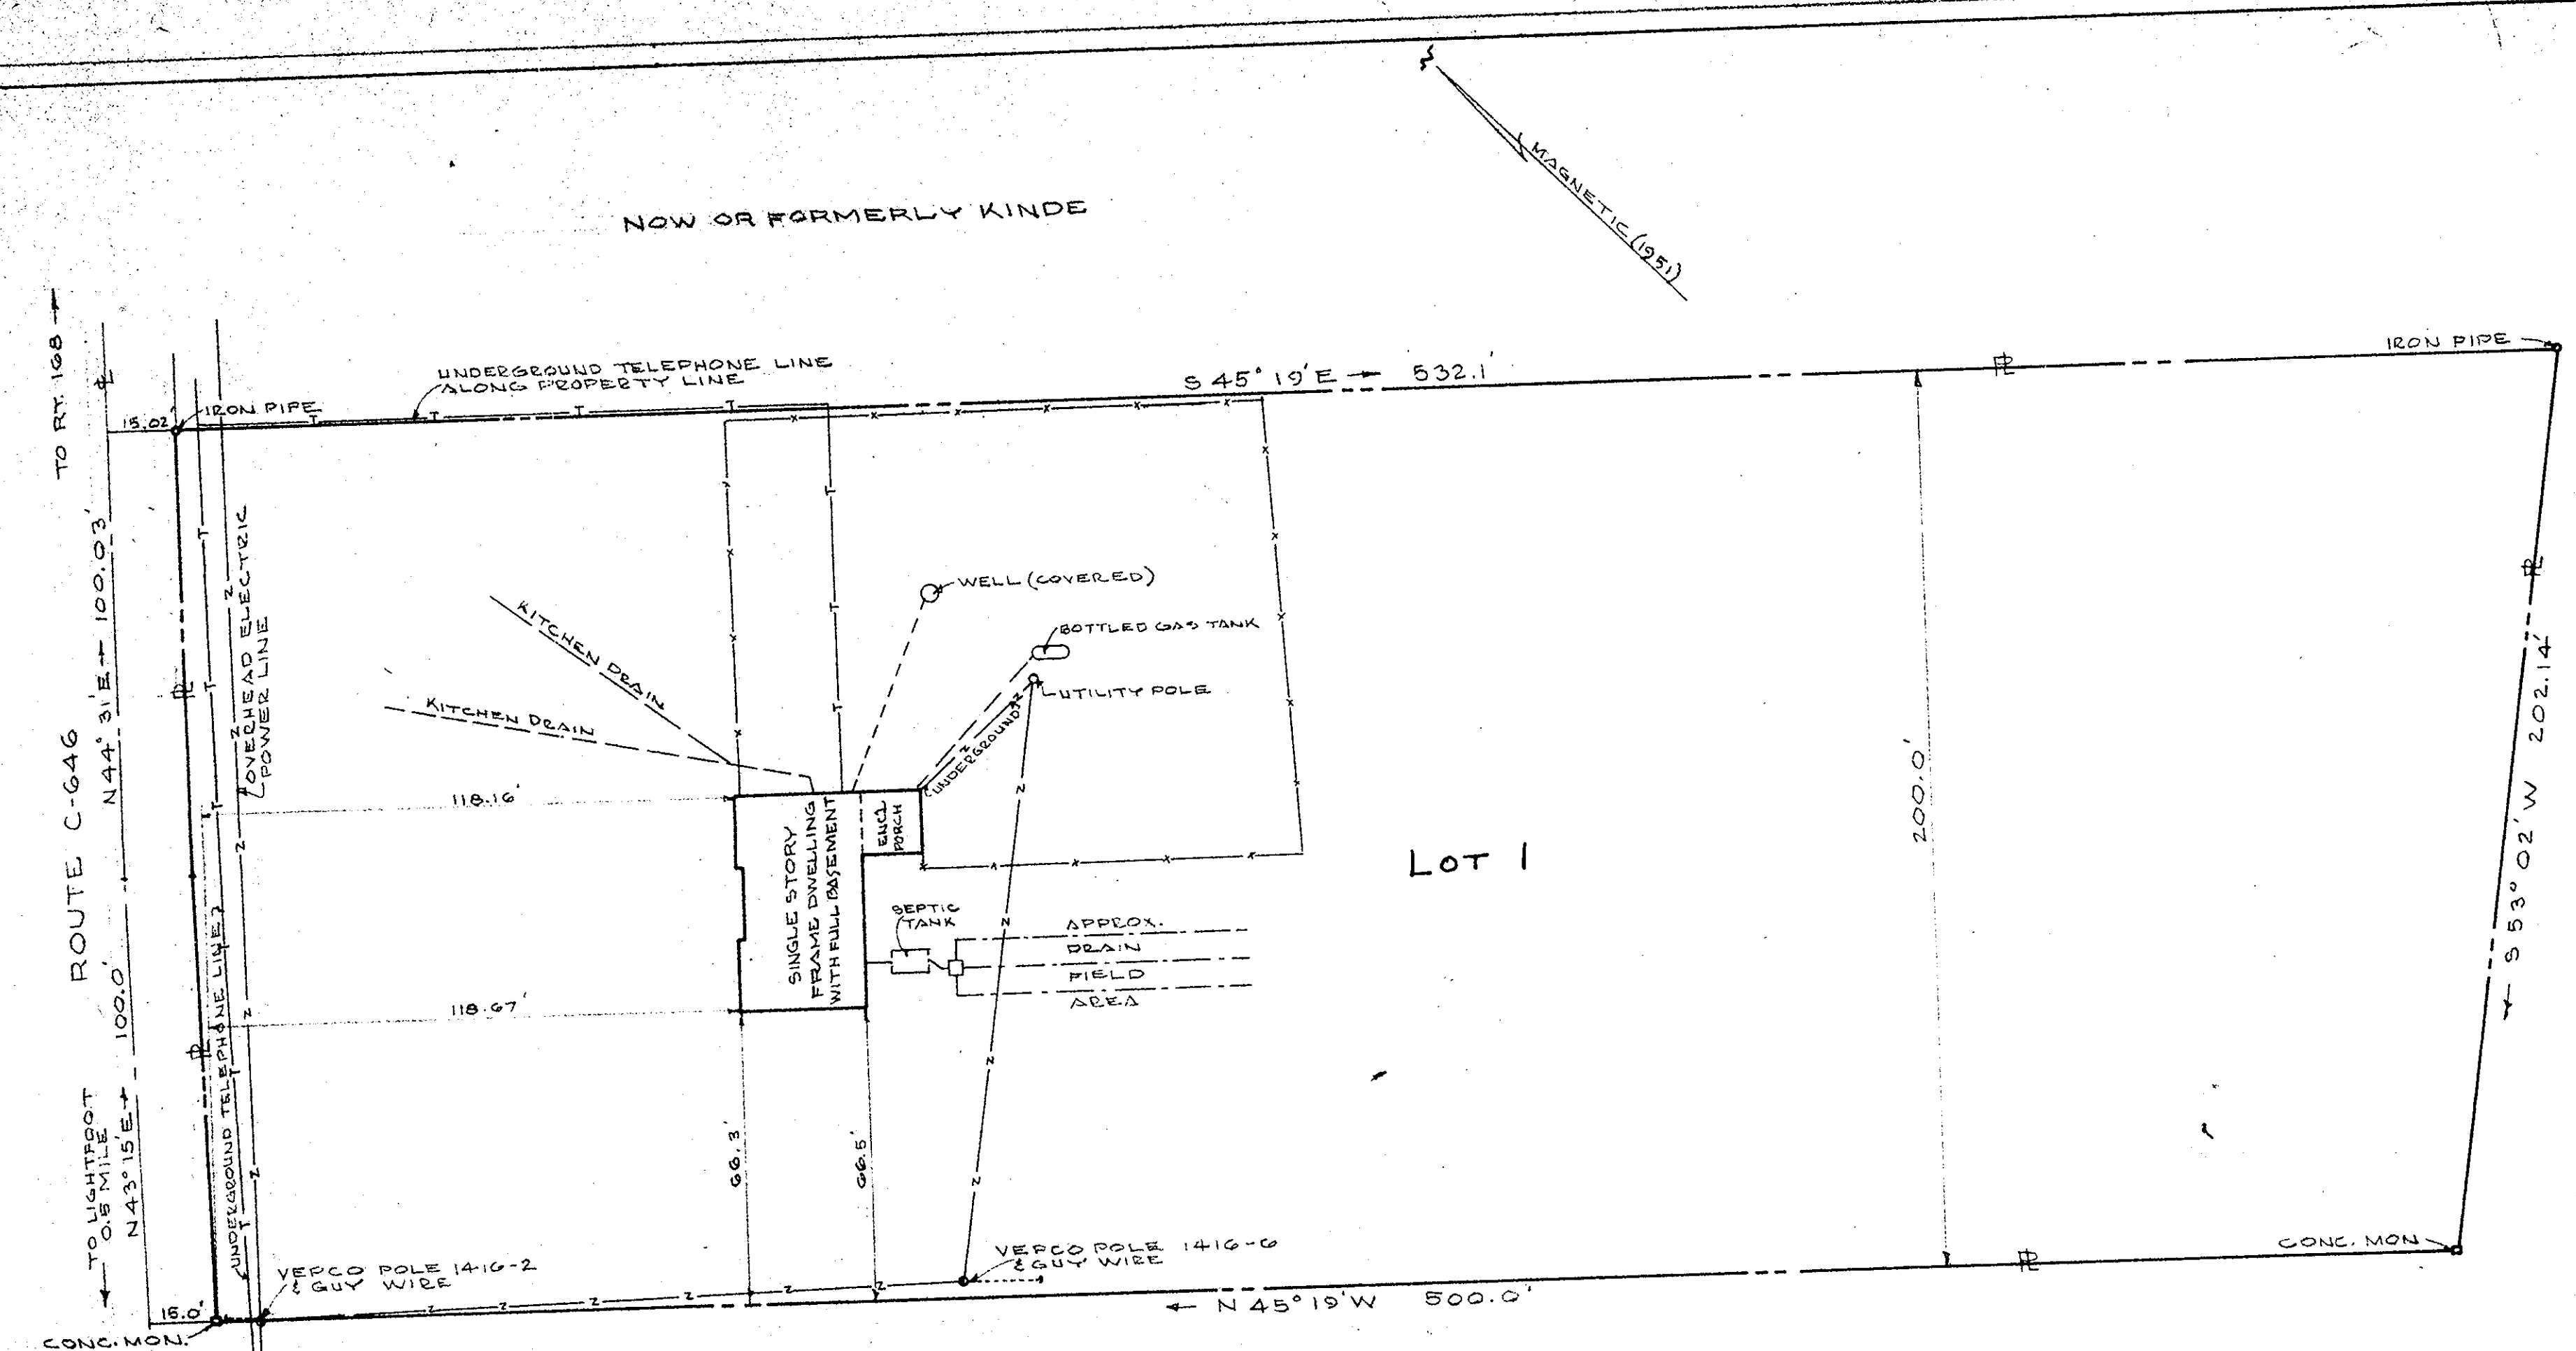 NOW OR FORMERLY KINDE
MAGNETIC (1951)
TO RT. 168
UNDERGROUND TELEPHONE LINE
ALONG PROPERTY LINE
S 45° 19' E 532.1'
IRON PIPE
15.02'
IRON PIPE
N 44° 31' E 100.03'
OVERHEAD ELECTRIC
POWER LINE
KITCHEN DRAIN
KITCHEN DRAIN
WELL (COVERED)
BOTTLED GAS TANK
UTILITY POLE
UNDERGROUND
ROUTE C-646
118.16'
SINGLE STORY
FRAME DWELLING
WITH FULL BASEMENT
ENCL
PORCH
LOT 1
200.0'
S 53° 02' W 202.14'
SEPTIC
TANK
APPROX.
DRAIN
FIELD
AREA
118.67'
100.0'
N 43° 15' E
TO LIGHTFOOT
0.5 MILE
UNDERGROUND TELEPHONE LINE
66.3'
66.5'
VEPCO POLE 1416-2
& GUY WIRE
VEPCO POLE 1416-6
& GUY WIRE
CONC. MON
15.0'
CONC. MON.
N 45° 19' W 500.0'